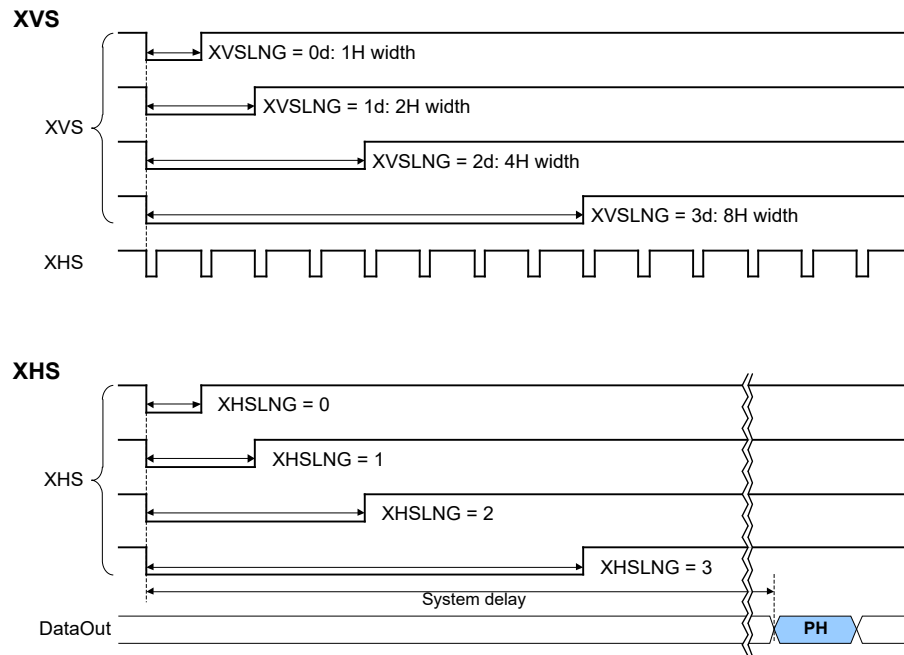 XVS
XVSLNG = 0d: 1H width
XVSLNG = 1d: 2H width
XVS
XVSLNG = 2d: 4H width
XVSLNG = 3d: 8H width
XHS
XHS
XHSLNG = 0
XHSLNG = 1
XHS
XHSLNG = 2
XHSLNG = 3
System delay
DataOut
PH